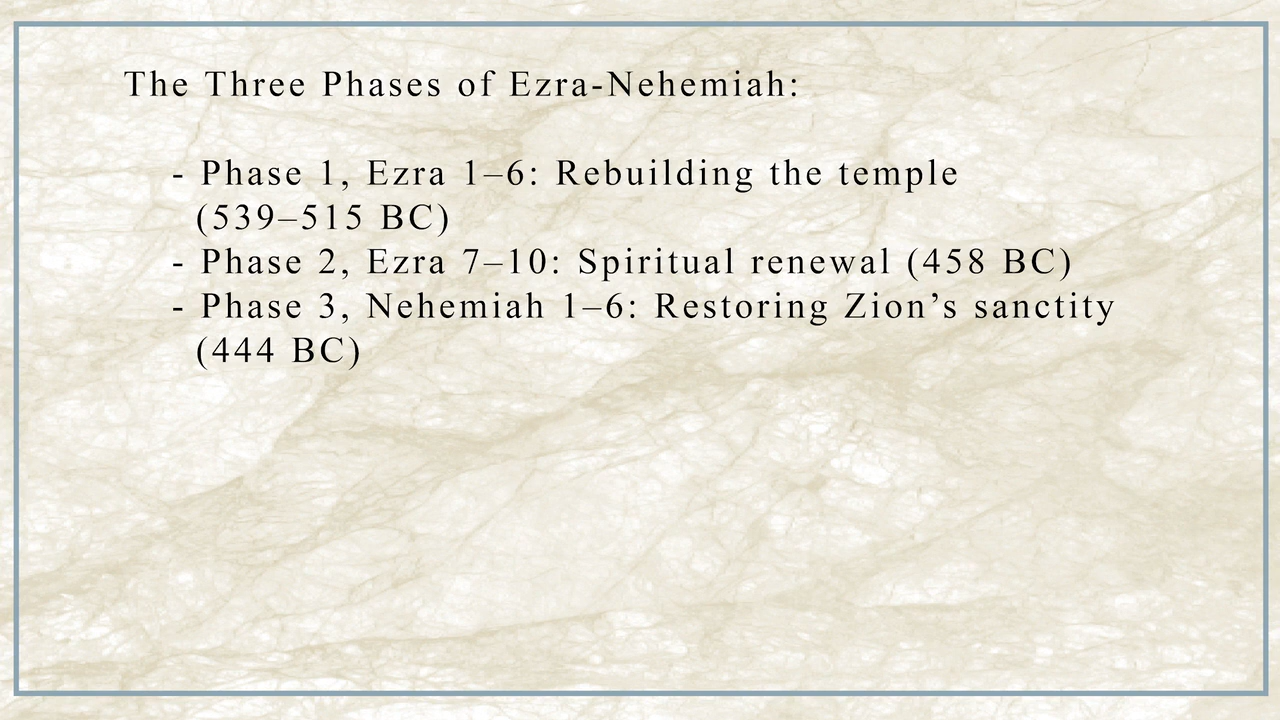 The Three Phases of Ezra-Nehemiah:
- Phase 1, Ezra 1–6: Rebuilding the temple
(539–515 BC)
- Phase 2, Ezra 7–10: Spiritual renewal (458 BC)
- Phase 3, Nehemiah 1–6: Restoring Zion’s sanctity
(444 BC)